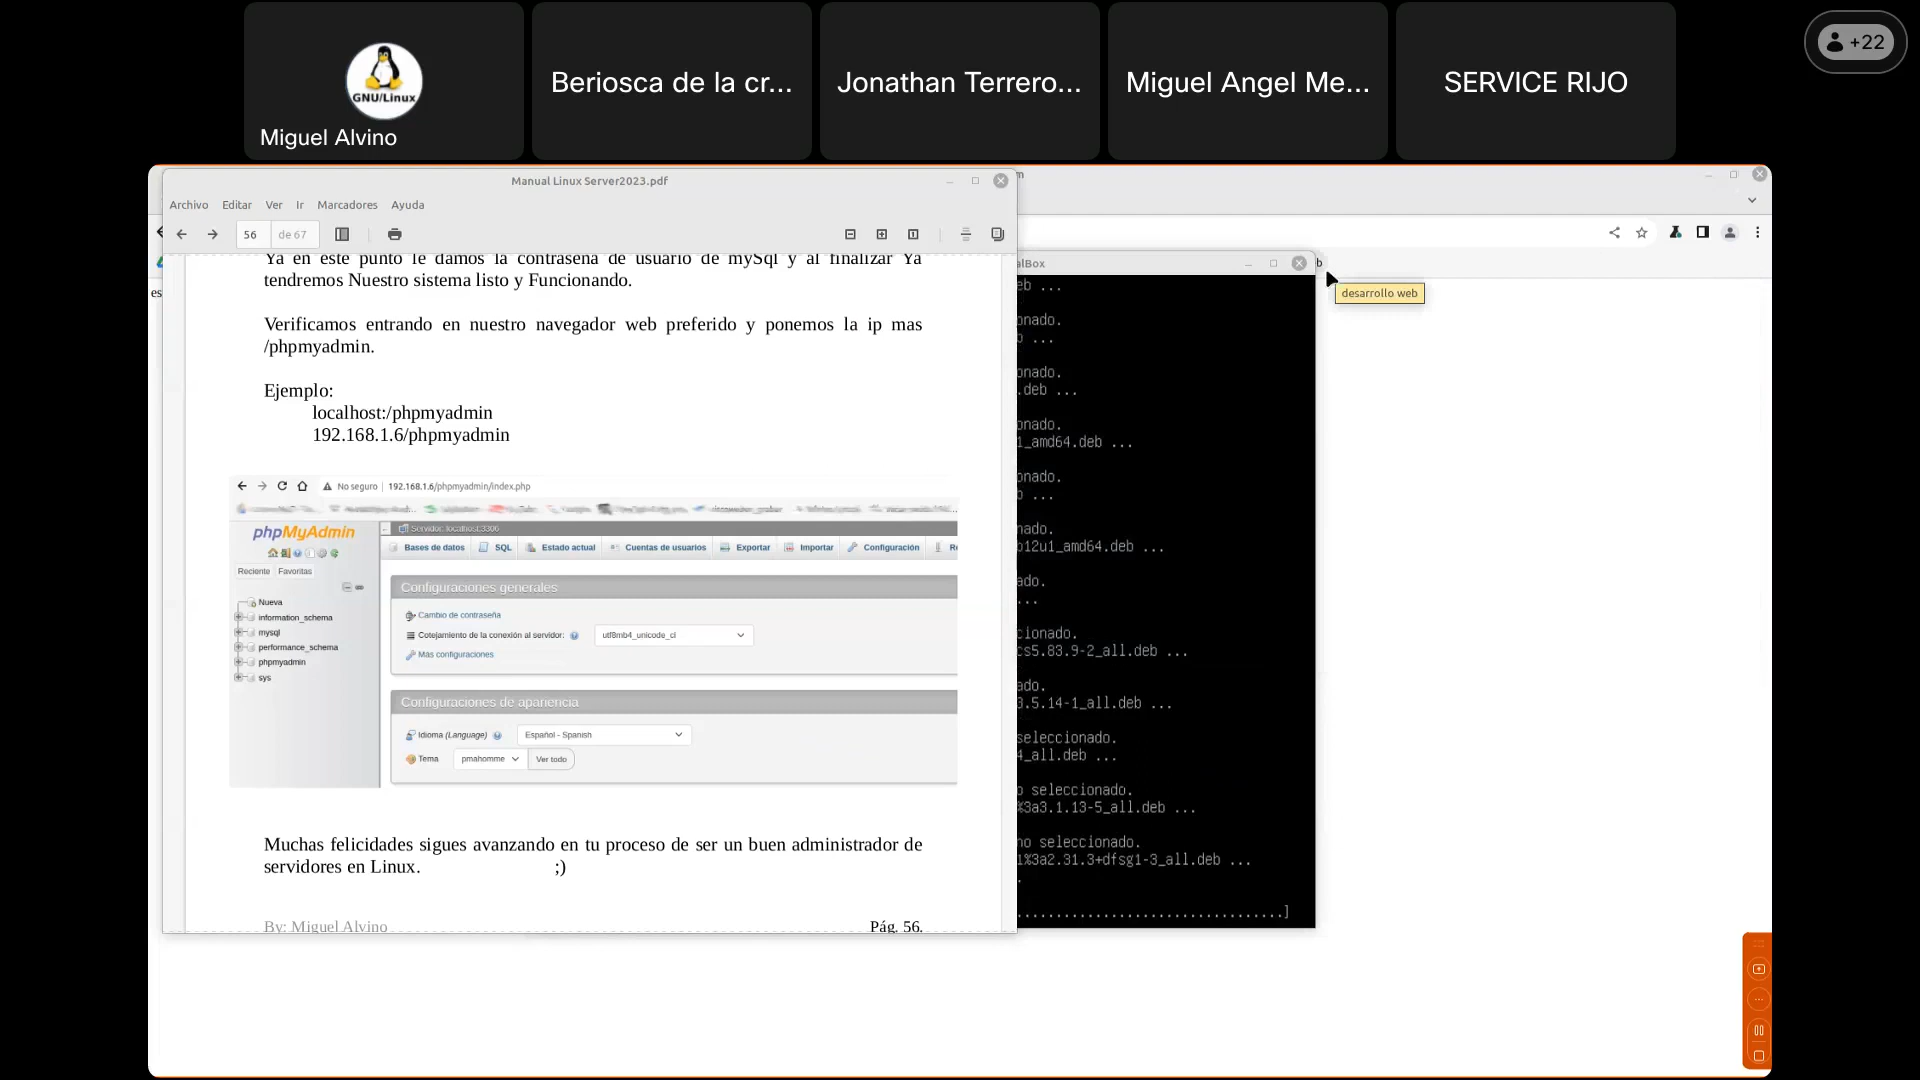 GNU/Linux
Miguel Alvino
Beriosca de la cr...
Jonathan Terrero...
Miguel Angel Me...
SERVICE RIJO
+22
Manual Linux Server2023.pdf
Archivo Editar Ver Ir Marcadores Ayuda
56 de 67
Ya en este punto le damos la contraseña de usuario de mySql y al finalizar Ya
tendremos Nuestro sistema listo y Funcionando.
Verificamos entrando en nuestro navegador web preferido y ponemos la ip mas
/phpmyadmin.
Ejemplo:
localhost:/phpmyadmin
192.168.1.6/phpmyadmin
No seguro 192.168.1.6/phpmyadmin/index.php
phpMyAdmin
Reciente Favoritas
Nueva
information_schema
mysql
performance_schema
phpmyadmin
sys
Servidor: localhost:3306
Bases de datos SQL Estado actual Cuentas de usuarios Exportar Importar Configuración Re
Configuraciones generales
Cambio de contraseña
Cotejamiento de la conexión al servidor: utf8mb4_unicode_ci
Más configuraciones
Configuraciones de apariencia
Idioma (Language) Español - Spanish
Tema pmahomme Ver todo
Muchas felicidades sigues avanzando en tu proceso de ser un buen administrador de
servidores en Linux. ;)
By: Miguel Alvino Pág. 56.
es
alBox
eb ...
onado.
b ...
onado.
.deb ...
onado.
1_amd64.deb ...
onado.
b ...
nado.
b12u1_amd64.deb ...
ado.
...
cionado.
cs5.83.9-2_all.deb ...
ado.
3.5.14-1_all.deb ...
seleccionado.
4_all.deb ...
o seleccionado.
%3a3.1.13-5_all.deb ...
no seleccionado.
1%3a2.31.3+dfsg1-3_all.deb ...
.
.................................]
b
desarrollo web